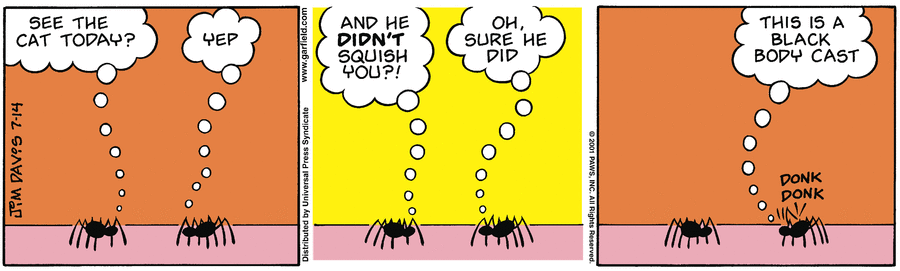 SEE THE
CAT TODAY?
YEP
JIM DAVIS 7-14
www.garfield.com
Distributed by Universal Press Syndicate
AND HE
DIDN'T
SQUISH
YOU?!
OH,
SURE HE
DID
© 2001 PAWS, INC. All Rights Reserved.
THIS IS A
BLACK
BODY CAST
DONK
DONK